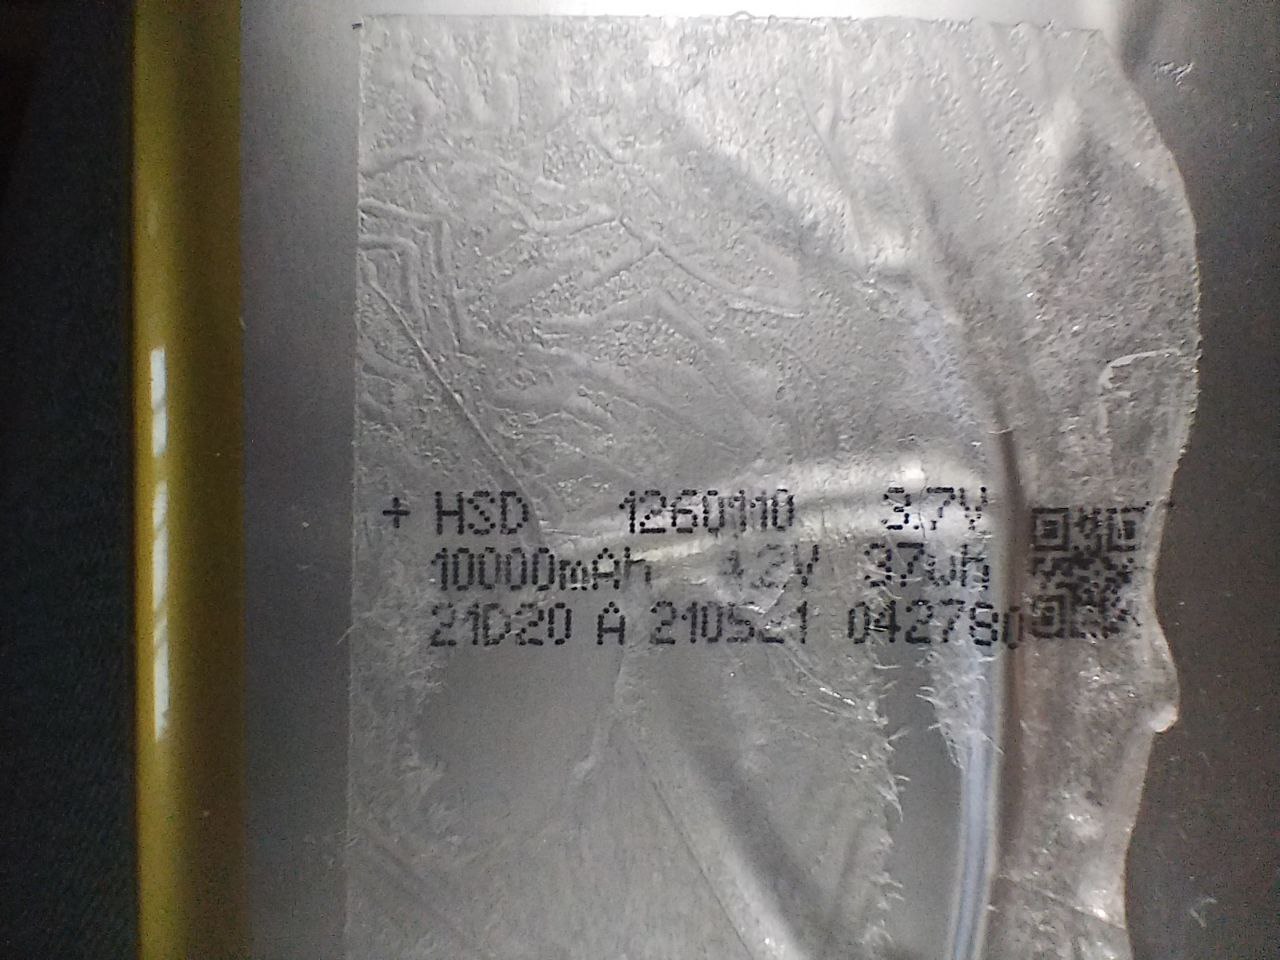 + HSD 1260110 3.7V
10000mAh 4.2V 37Wh
21D20 A 210521 042780